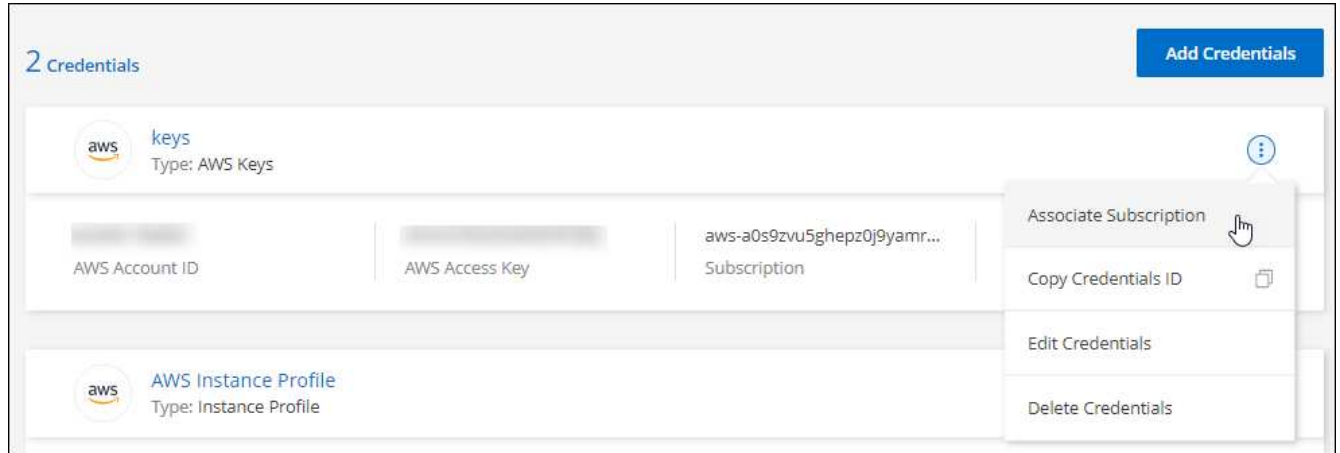 2 Credentials
Add Credentials
aws
keys
Type: AWS Keys
Associate Subscription
aws-a0s9zvu5ghepz0j9yamr...
AWS Account ID
AWS Access Key
Subscription
Copy Credentials ID
Edit Credentials
aws
AWS Instance Profile
Type: Instance Profile
Delete Credentials